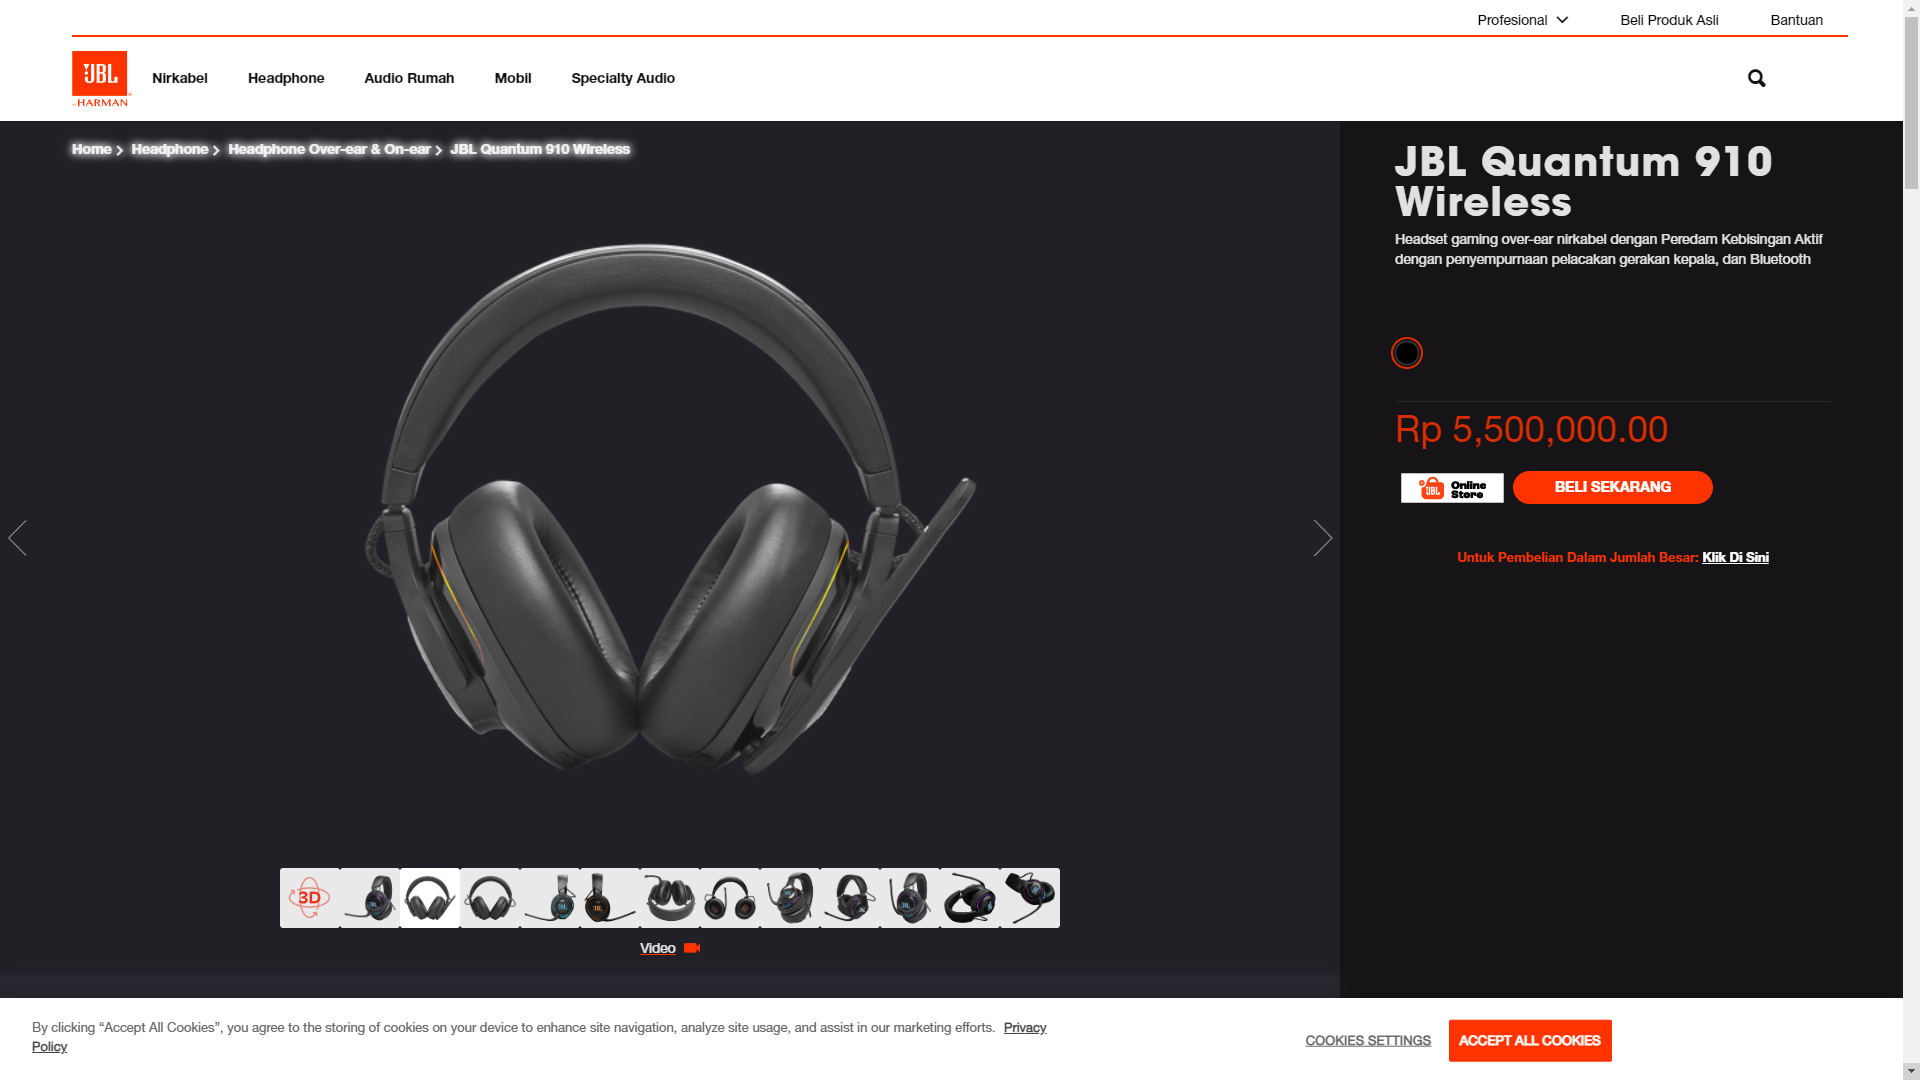 Profesional
Beli Produk Asli
Bantuan
JBL
by HARMAN
Nirkabel
Headphone
Audio Rumah
Mobil
Specialty Audio
Home
Headphone
Headphone Over-ear & On-ear
JBL Quantum 910 Wireless
JBL Quantum 910
Wireless
Headset gaming over-ear nirkabel dengan Peredam Kebisingan Aktif
dengan penyempurnaan pelacakan gerakan kepala, dan Bluetooth
Rp 5,500,000.00
JBL
Online
Store
BELI SEKARANG
Untuk Pembelian Dalam Jumlah Besar: Klik Di Sini
3D
Video
By clicking “Accept All Cookies”, you agree to the storing of cookies on your device to enhance site navigation, analyze site usage, and assist in our marketing efforts. Privacy
Policy
COOKIES SETTINGS
ACCEPT ALL COOKIES